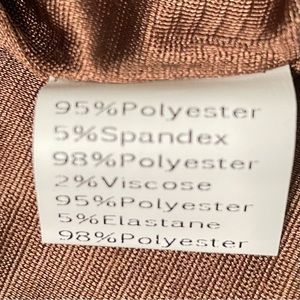 95%Polyester
5%Spandex
98%Polyester
2%Viscose
95%Polyester
5%Elastane
98%Polyester